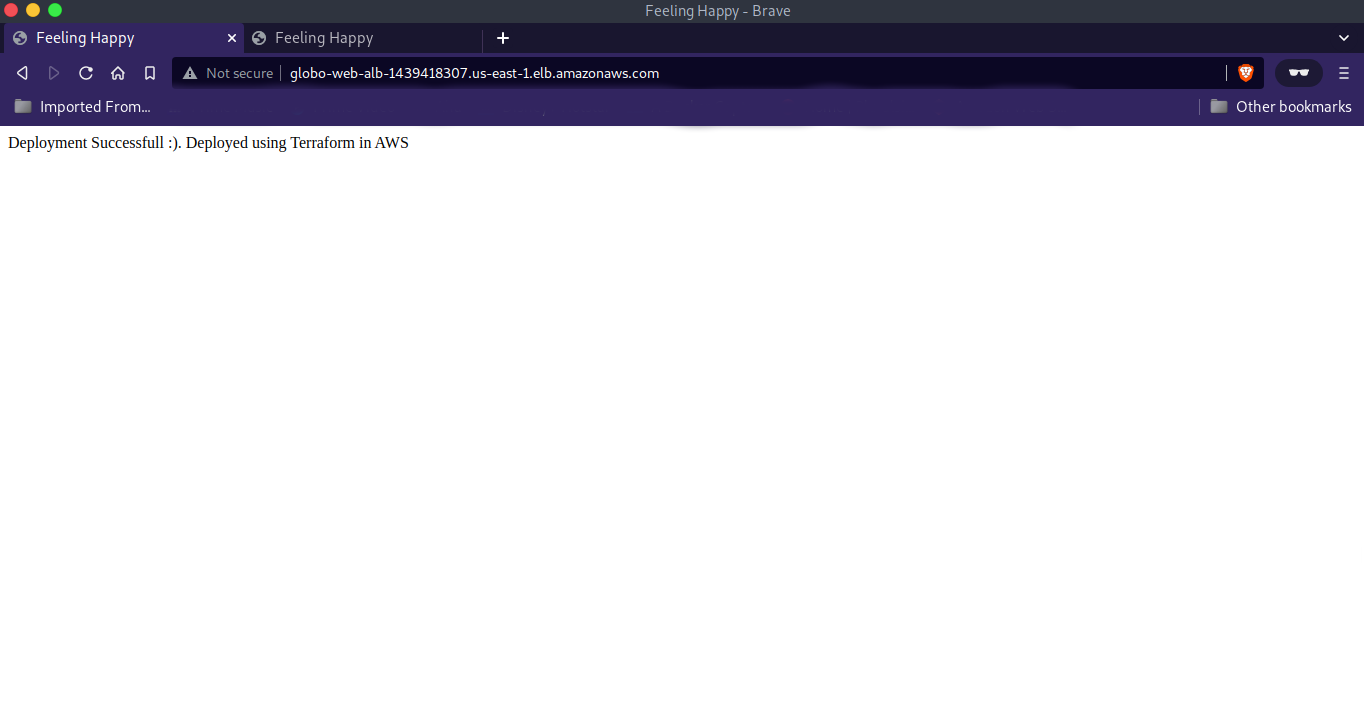 Feeling Happy - Brave
Feeling Happy Feeling Happy
Not secure globo-web-alb-1439418307.us-east-1.elb.amazonaws.com
Imported From... Other bookmarks
Deployment Successfull :). Deployed using Terraform in AWS